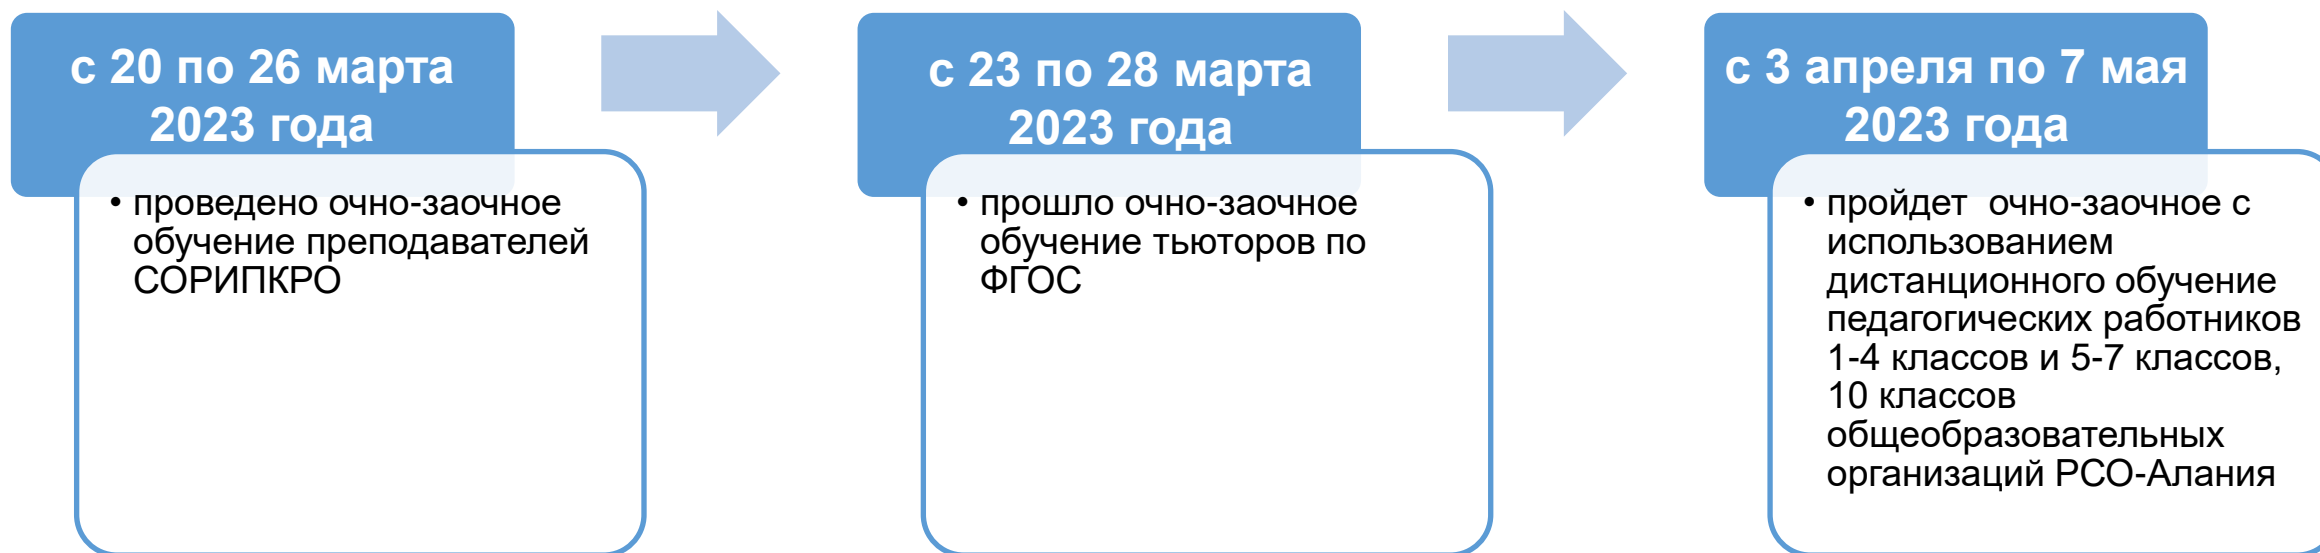 с 20 по 26 марта
2023 года
• проведено очно-заочное
обучение преподавателей
СОРИПКРО
с 23 по 28 марта
2023 года
• прошло очно-заочное
обучение тьюторов по
ФГОС
с 3 апреля по 7 мая
2023 года
• пройдет очно-заочное с
использованием
дистанционного обучение
педагогических работников
1-4 классов и 5-7 классов,
10 классов
общеобразовательных
организаций РСО-Алания